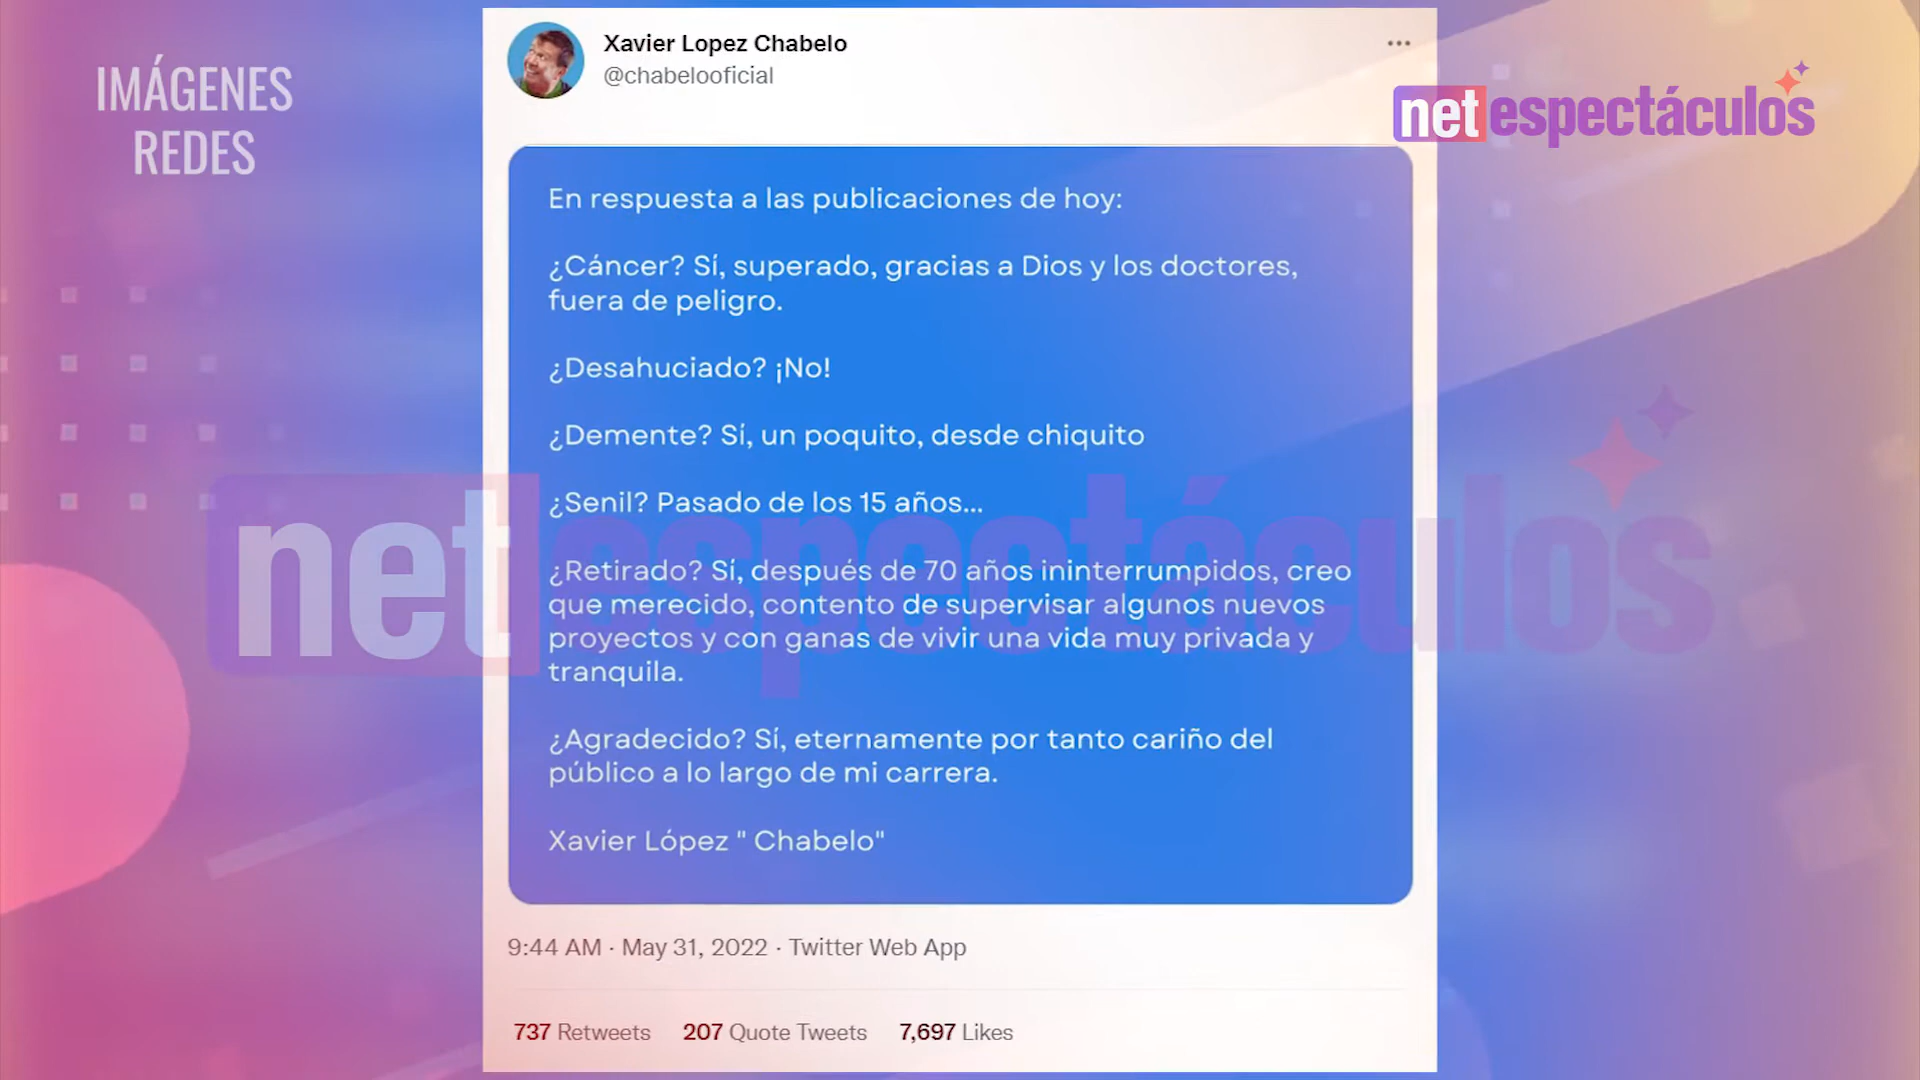 IMÁGENES
REDES
Xavier Lopez Chabelo
@chabelooficial
net espectáculos
En respuesta a las publicaciones de hoy:
¿Cáncer? Sí, superado, gracias a Dios y los doctores,
fuera de peligro.
¿Desahuciado? ¡No!
¿Demente? Sí, un poquito, desde chiquito
¿Senil? Pasado de los 15 años...
¿Retirado? Sí, después de 70 años ininterrumpidos, creo
que merecido, contento de supervisar algunos nuevos
proyectos y con ganas de vivir una vida muy privada y
tranquila.
¿Agradecido? Sí, eternamente por tanto cariño del
público a lo largo de mi carrera.
Xavier López " Chabelo"
net espectáculos
9:44 AM · May 31, 2022 · Twitter Web App
737 Retweets 207 Quote Tweets 7,697 Likes